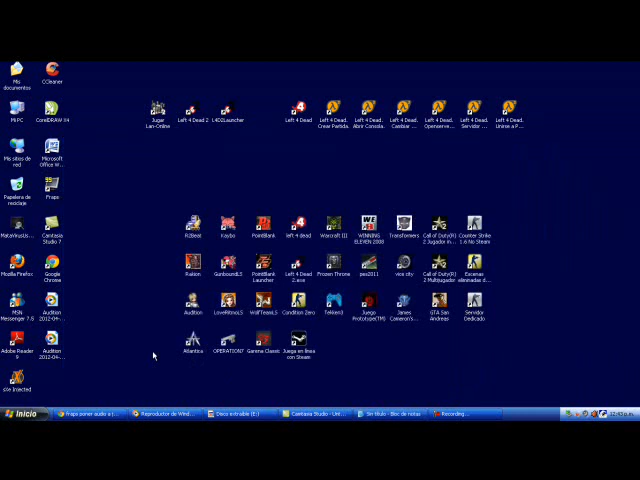 Mis documentos
CCleaner
Mi PC
CorelDRAW X4
Jugar Lan-Online
Left 4 Dead 2
L4D2Launcher
Left 4 Dead
Left 4 Dead. Crear Partida.
Left 4 Dead. Abrir Consola.
Left 4 Dead. Cambiar ...
Left 4 Dead. Openserve...
Left 4 Dead. Servidor ...
Left 4 Dead. Unirse a P...
Mis sitios de red
Microsoft Office W...
Papelera de reciclaje
Fraps
MataVirusUs...
Camtasia Studio 7
R2Beat
Kaybo
PointBlank
left 4 dead
Warcraft III
WINNING ELEVEN 2008
Transformers
Call of Duty(R) 2 Jugador in...
Counter Strike 1.6 No Steam
Mozilla Firefox
Google Chrome
Rakion
GunboundLS
PointBlank Launcher
Left 4 Dead 2.exe
Frozen Throne
pes2011
vice city
Call of Duty(R) 2 Multijugador
Escenas eliminadas d...
MSN Messenger 7.5
Audition 2012-04-...
Audition
LoveRitmoLS
WolfTeamLS
Condition Zero
Tekken3
Juego Prototype(TM)
James Cameron's...
GTA San Andreas
Servidor Dedicado
Adobe Reader 9
Audition 2012-04-...
Atlantica
OPERATION7
Garena Classic
Juega en línea con Steam
Inicio
fraps poner audio a (...
Reproductor de Wind...
Disco extraible (E:)
Camtasia Studio - Unt...
Sin título - Bloc de notas
Recording...